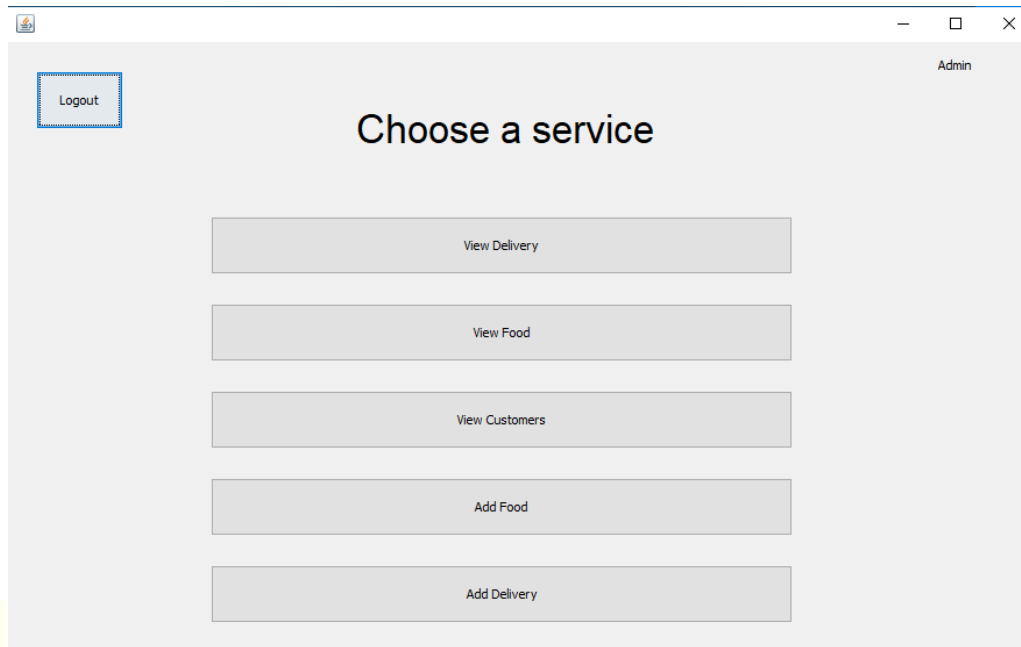 Admin
Logout
Choose a service
View Delivery
View Food
View Customers
Add Food
Add Delivery